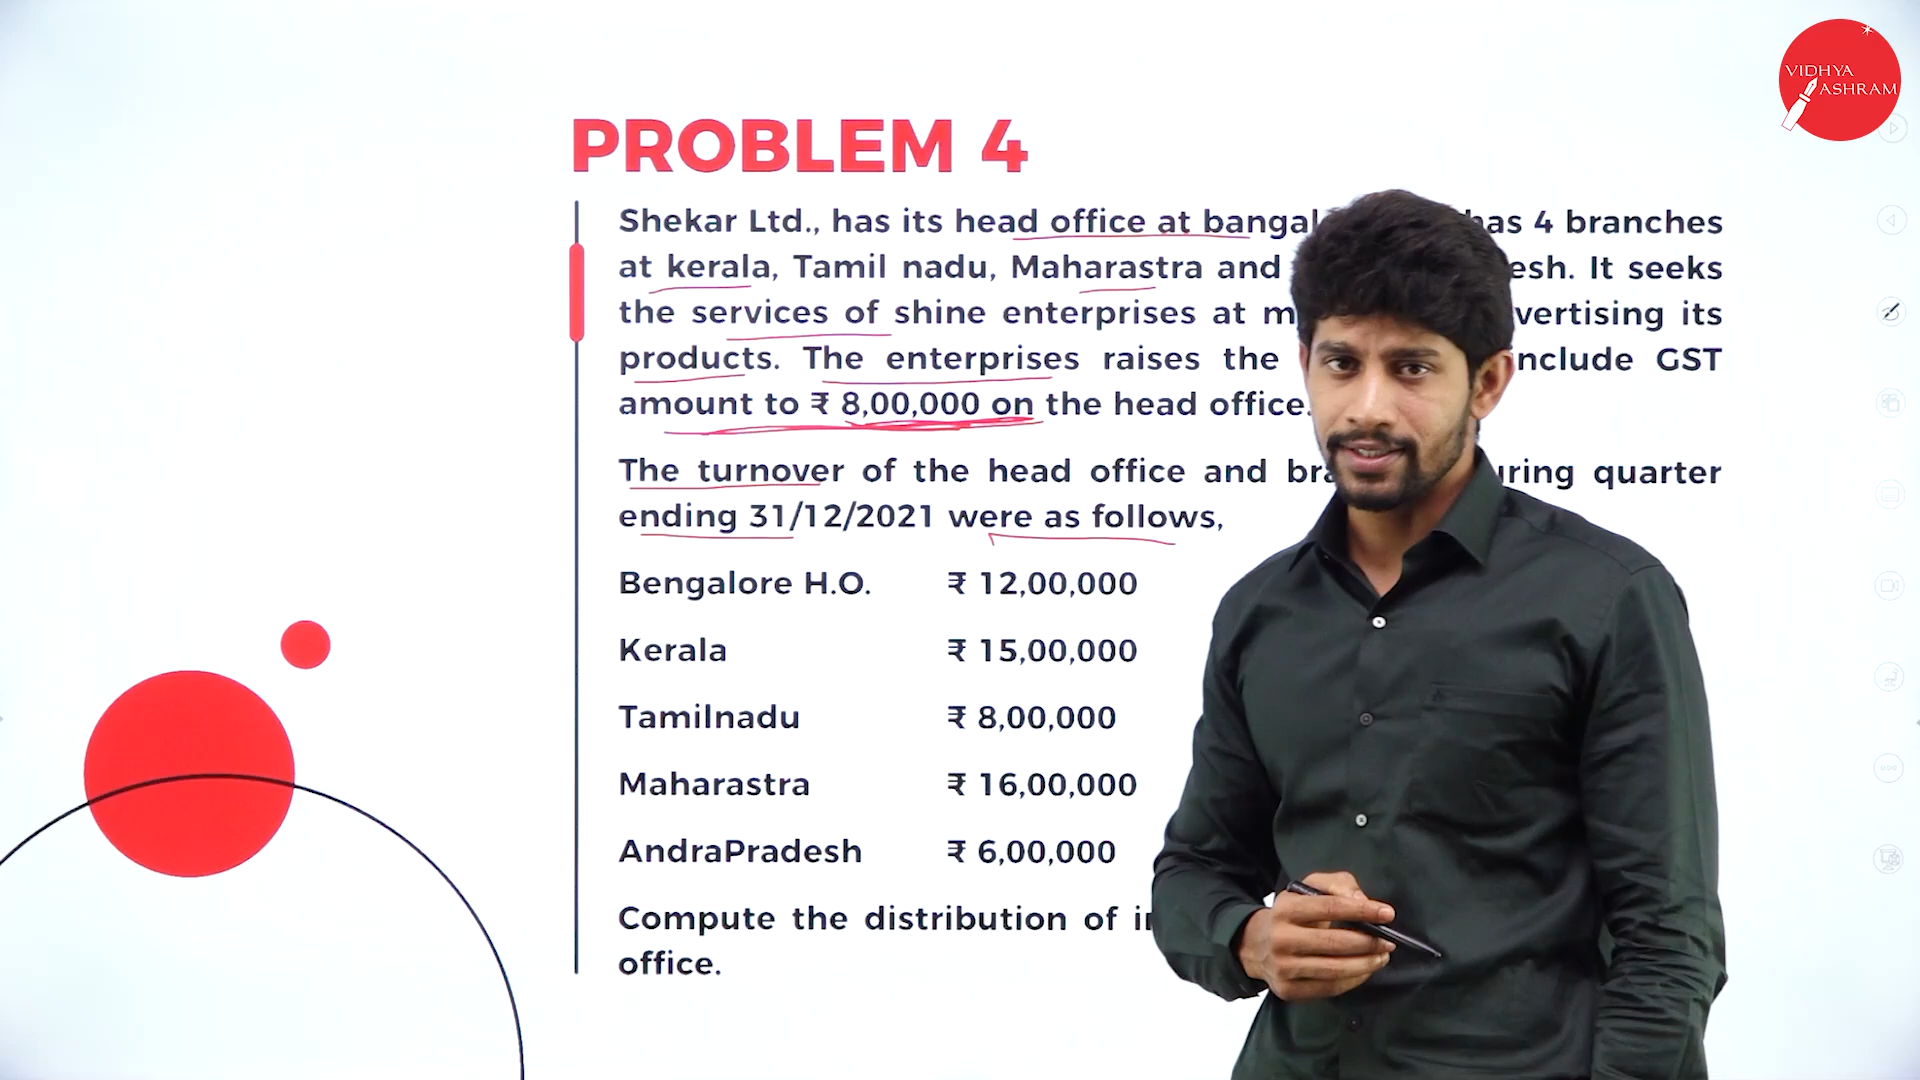 VIDHYA
ASHRAM
PROBLEM 4
Shekar Ltd., has its head office at bangal has 4 branches
at kerala, Tamil nadu, Maharastra and esh. It seeks
the services of shine enterprises at m vertising its
products. The enterprises raises the nclude GST
amount to ₹ 8,00,000 on the head office.
The turnover of the head office and bra uring quarter
ending 31/12/2021 were as follows,
Bengalore H.O. ₹ 12,00,000
Kerala ₹ 15,00,000
Tamilnadu ₹ 8,00,000
Maharastra ₹ 16,00,000
AndraPradesh ₹ 6,00,000
Compute the distribution of in
office.